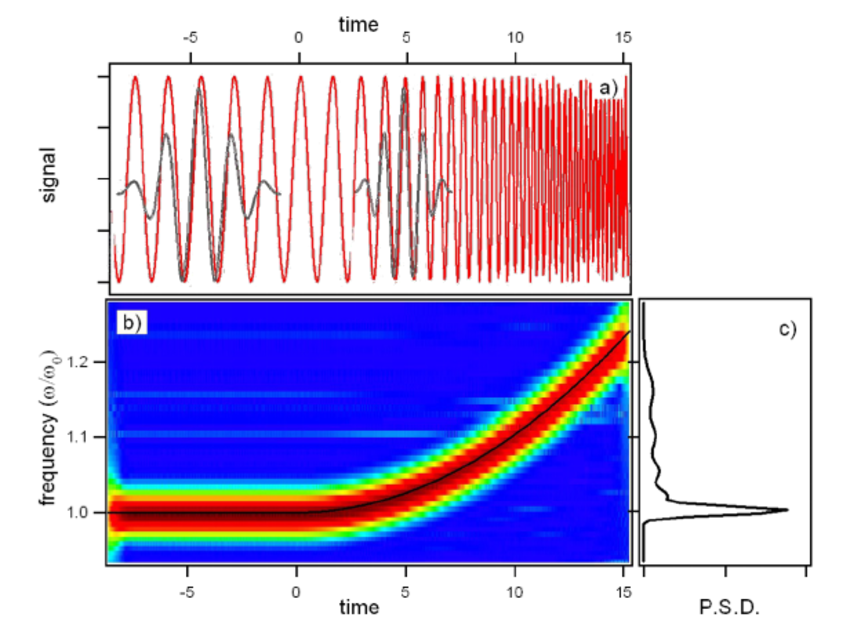 time
-5 0 5 10 15
a)
signal
b)
c)
frequency (ω/ω₀)
1.2
1.1
1.0
-5 0 5 10 15
time
P.S.D.